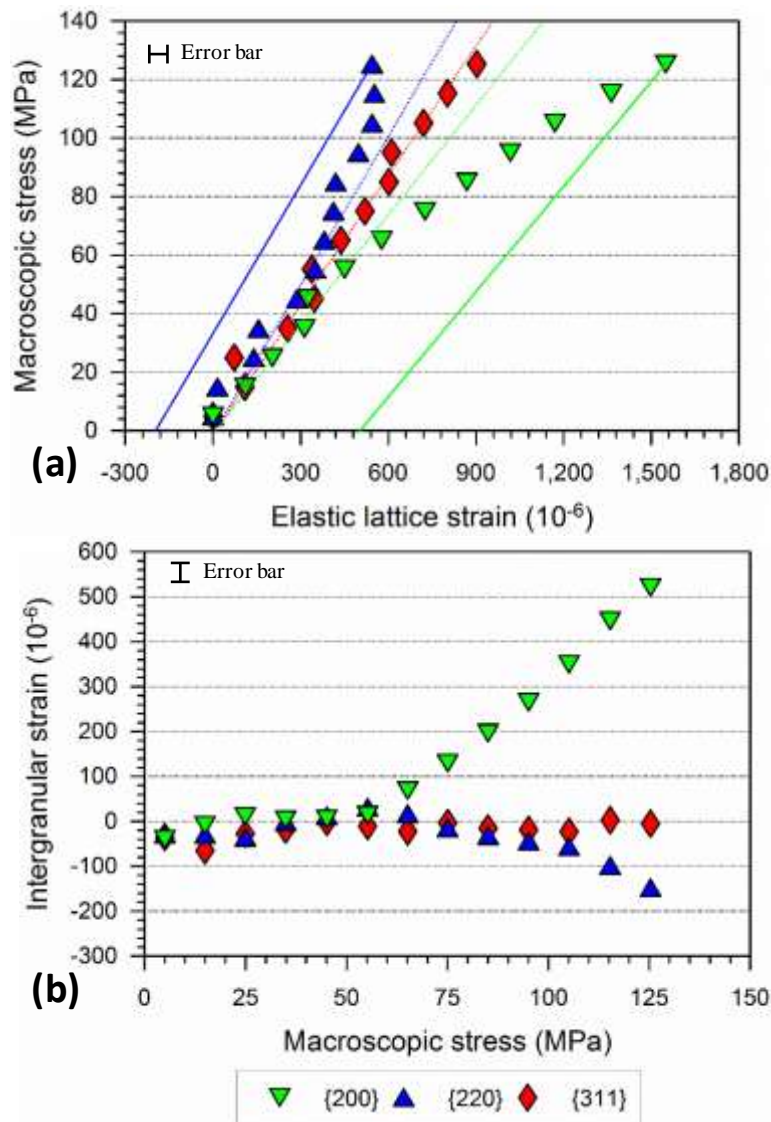 140
Error bar
120
100
80
60
40
20
0
Macroscopic stress (MPa)
-300 0 300 600 900 1,200 1,500 1,800
(a)
Elastic lattice strain (10-6)
600
Error bar
500
400
300
200
100
0
-100
-200
-300
Intergranular strain (10-6)
(b)
0 25 50 75 100 125 150
Macroscopic stress (MPa)
{200} {220} {311}